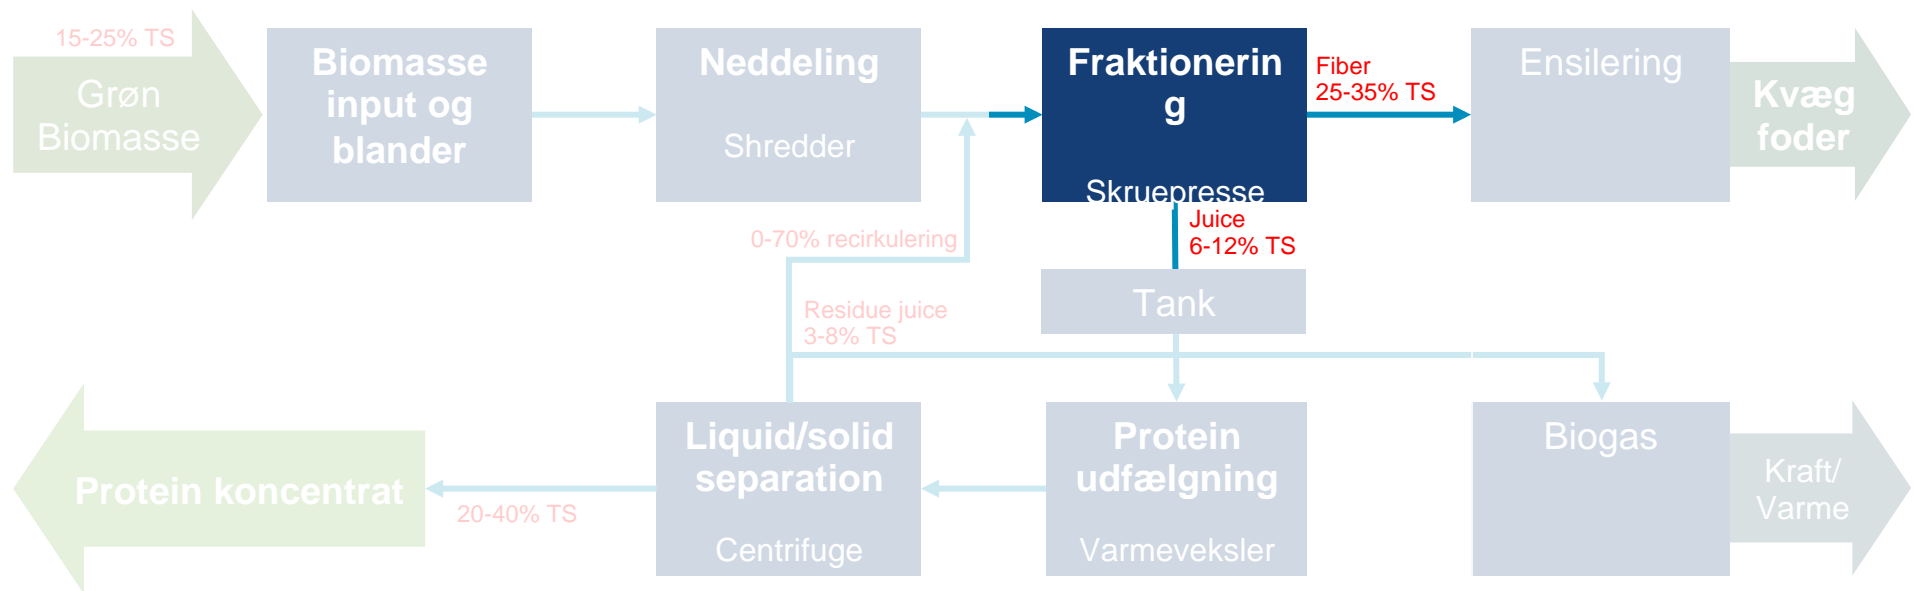 15-25% TS
Grøn
Biomasse
Biomasse
input og
blander
Neddeling
Shredder
Fraktionerin
g
Skruepresse
Fiber
25-35% TS
Ensilering
Kvæg
foder
Juice
6-12% TS
0-70% recirkulering
Tank
Residue juice
3-8% TS
Protein koncentrat
20-40% TS
Liquid/solid
separation
Centrifuge
Protein
udfælgning
Varmeveksler
Biogas
Kraft/
Varme